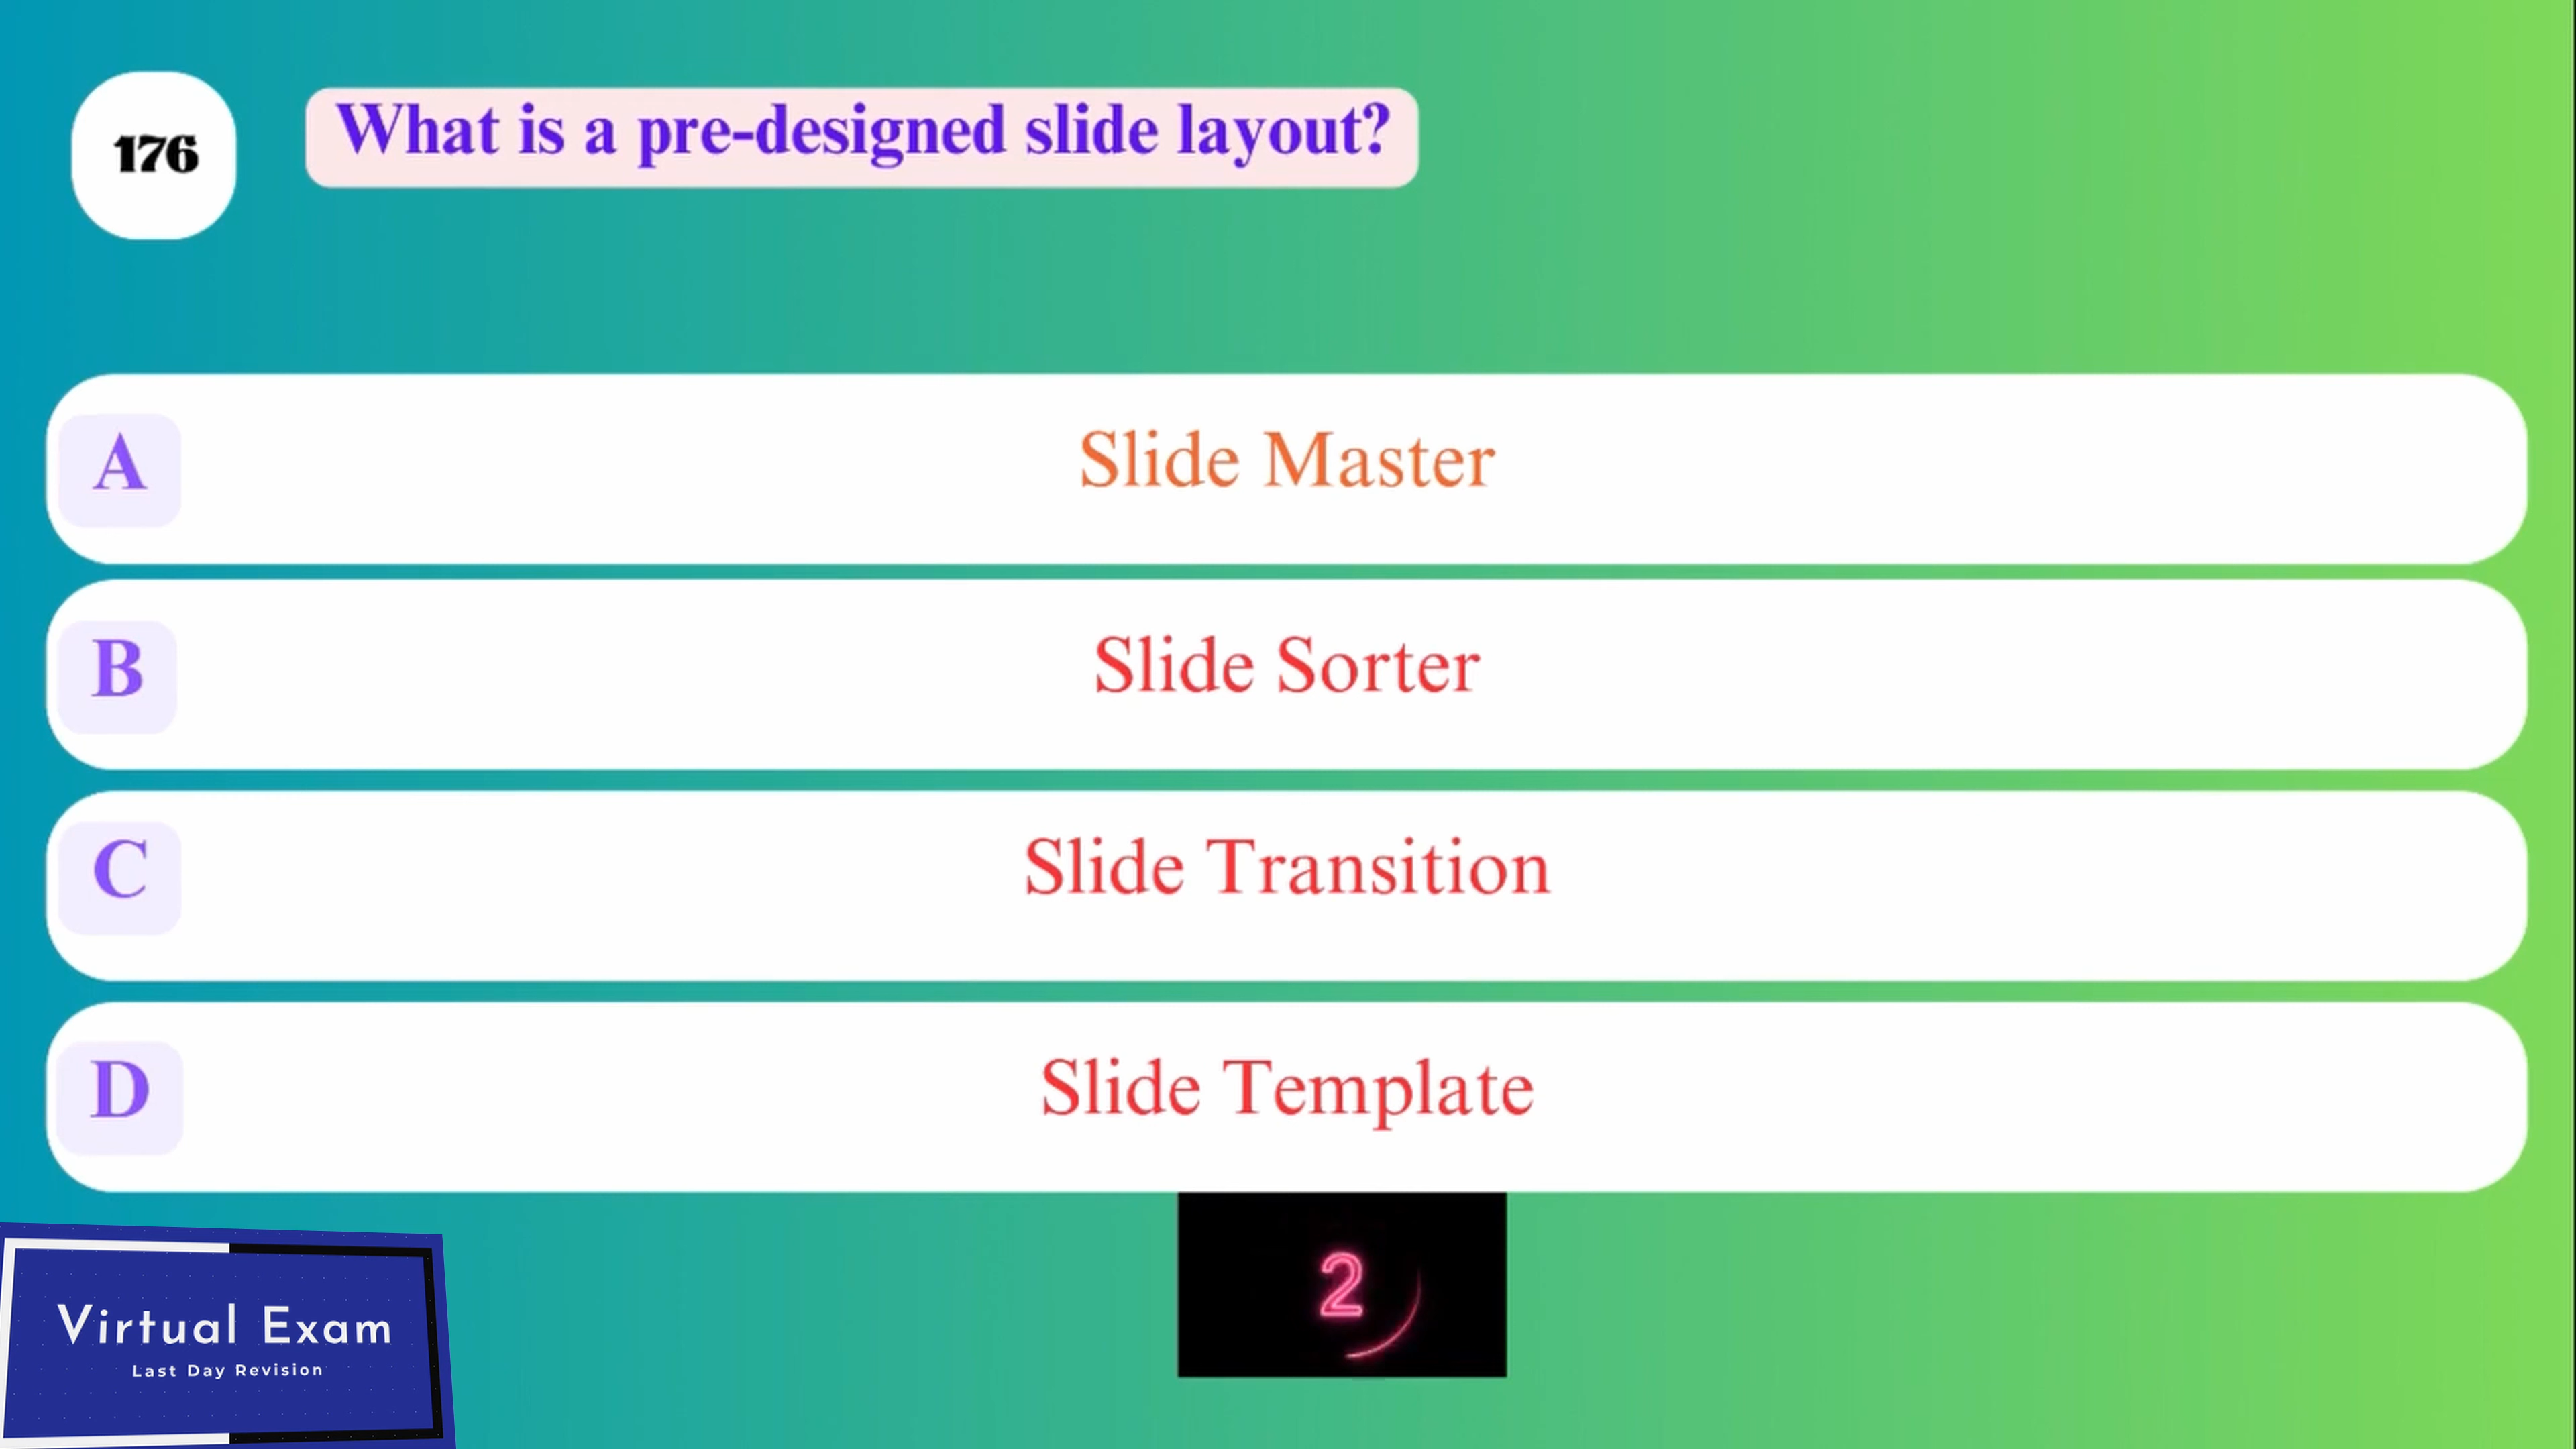 176
What is a pre-designed slide layout?
A
Slide Master
B
Slide Sorter
C
Slide Transition
D
Slide Template
2
Virtual Exam
Last Day Revision